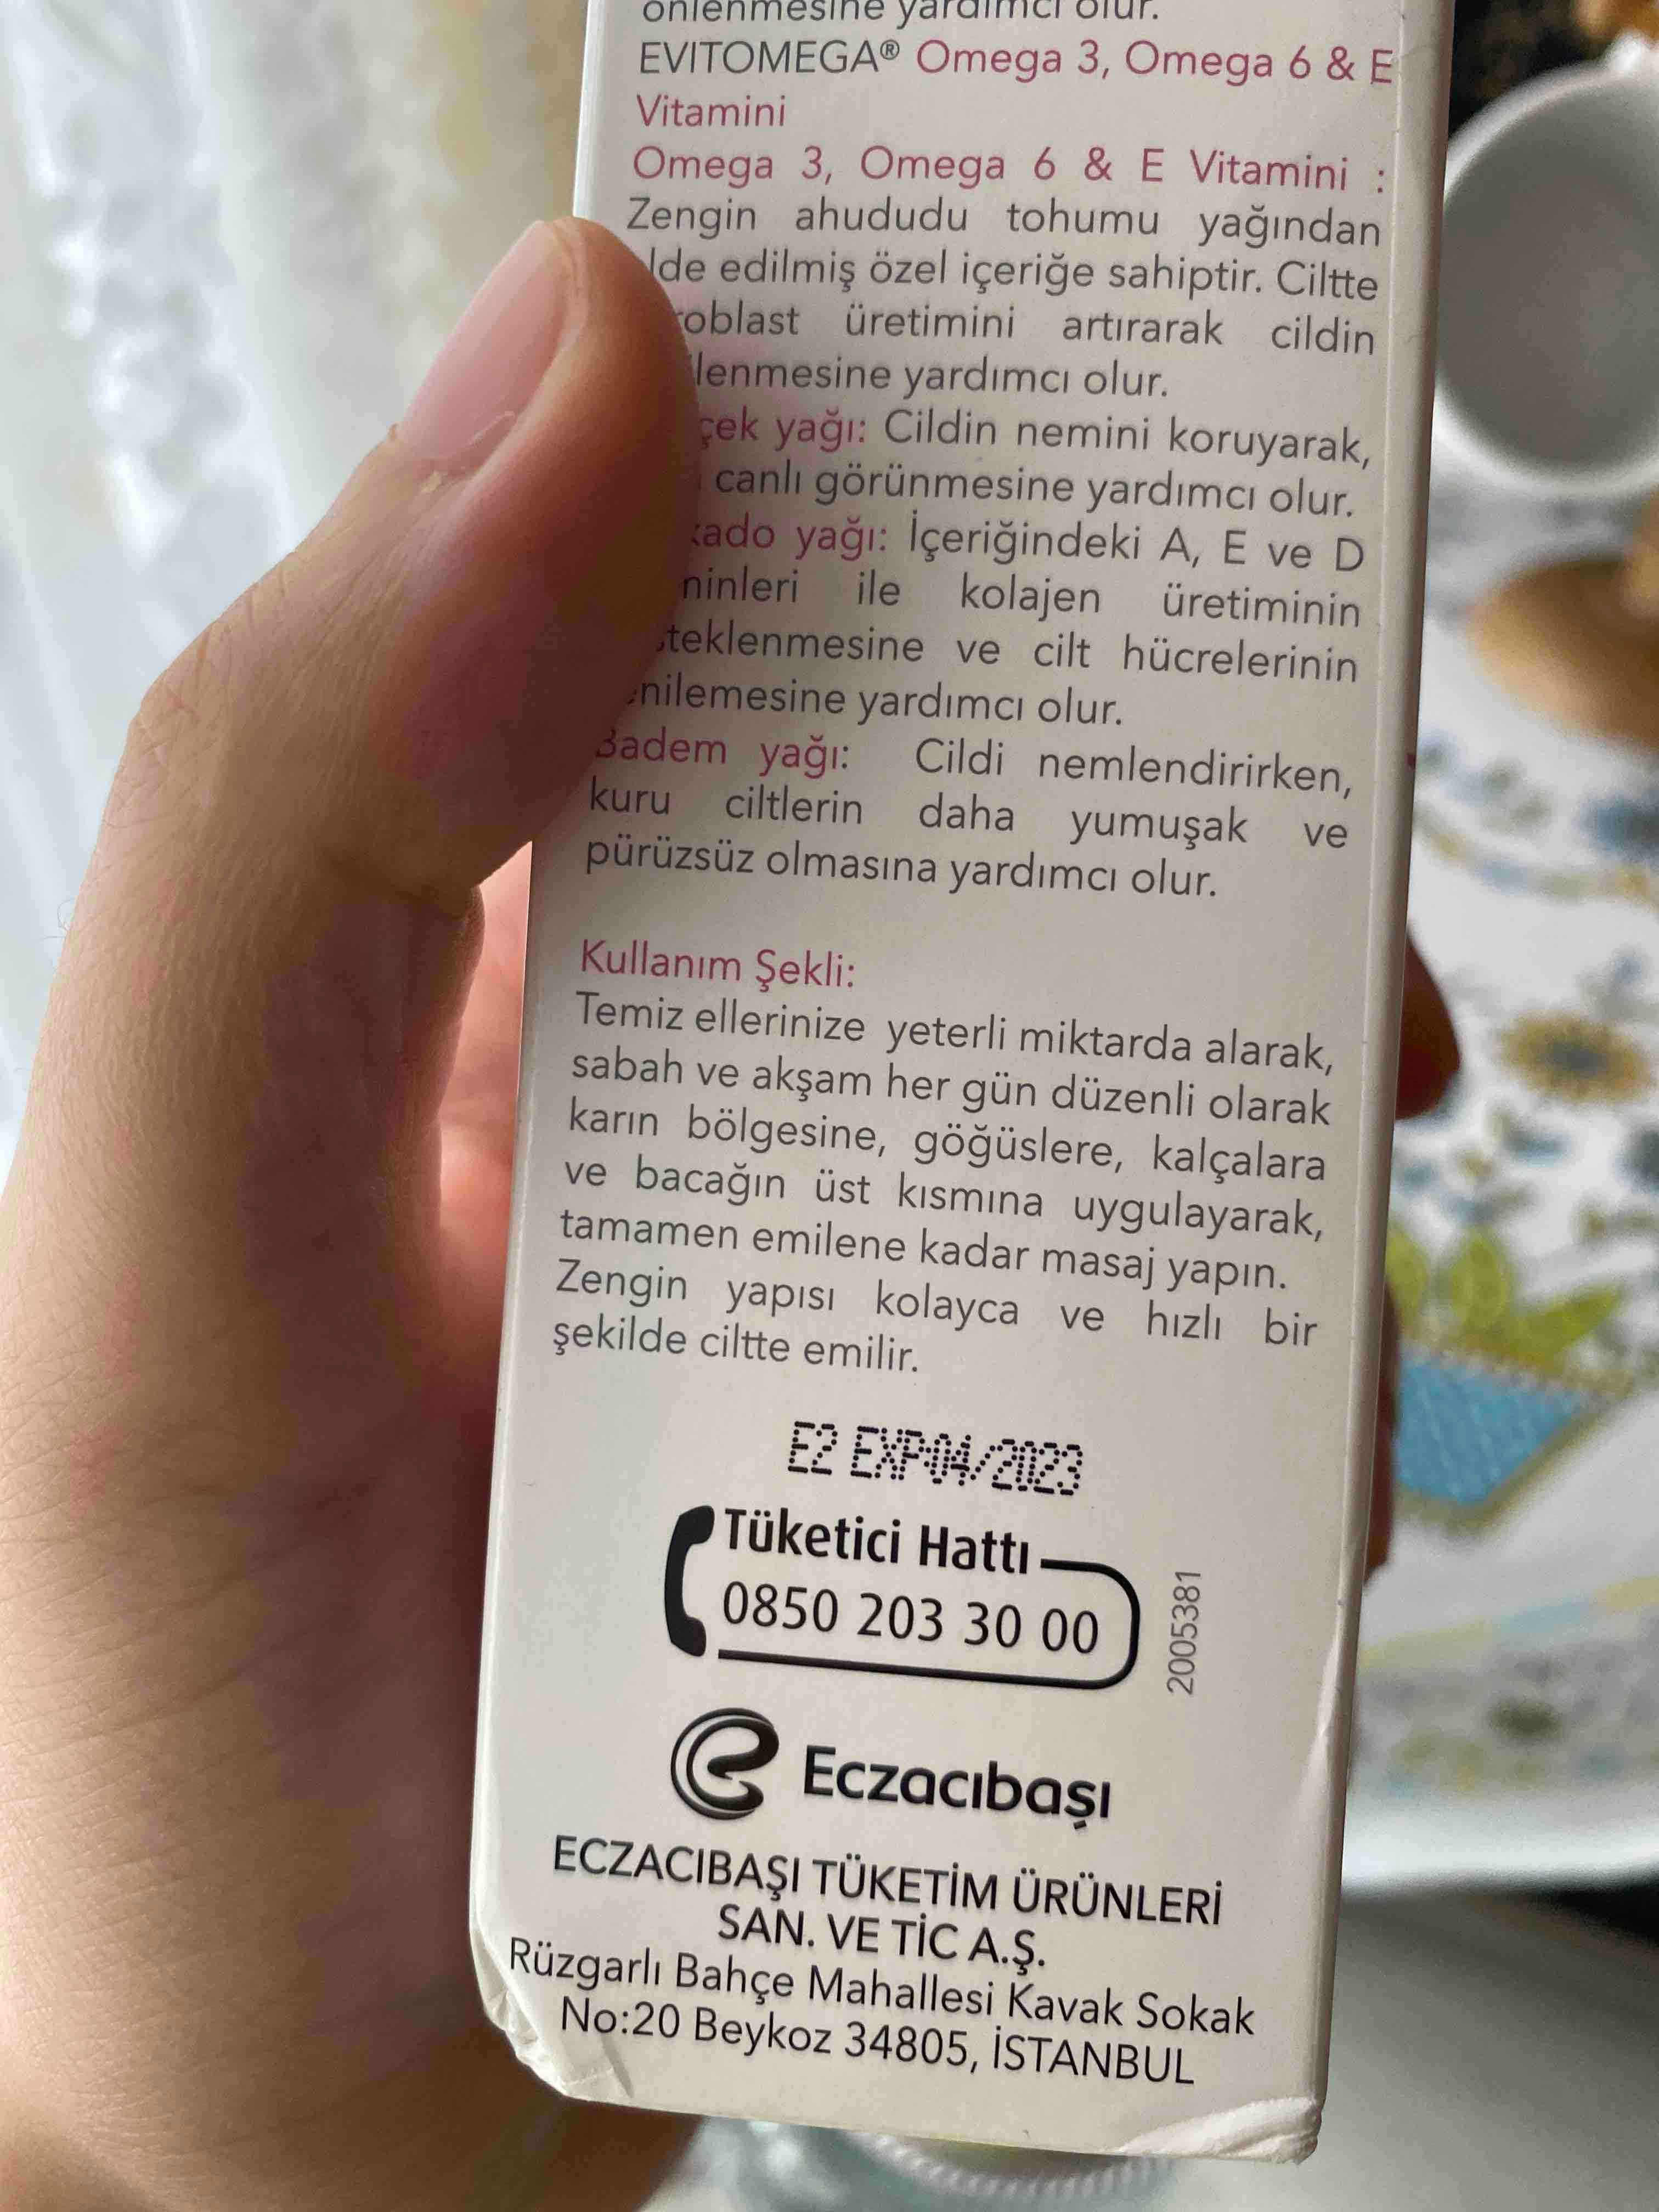 önlenmesine yardımcı olur.
EVITOMEGA® Omega 3, Omega 6 & E
Vitamini
Omega 3, Omega 6 & E Vitamini :
Zengin ahududu tohumu yağından
edilmiş özel içeriğe sahiptir. Ciltte
üretimini artırarak cildin
yardımcı olur.
yağı: Cildin nemini koruyarak,
canlı görünmesine yardımcı olur.
yağı: İçeriğindeki A, E ve D
ile kolajen üretiminin
ve cilt hücrelerinin
yardımcı olur.
Badem yağı: Cildi nemlendirirken,
kuru ciltlerin daha yumuşak ve
pürüzsüz olmasına yardımcı olur.
Kullanım Şekli:
Temiz ellerinize yeterli miktarda alarak,
sabah ve akşam her gün düzenli olarak
karın bölgesine, göğüslere, kalçalara
ve bacağın üst kısmına uygulayarak,
tamamen emilene kadar masaj yapın.
Zengin yapısı kolayca ve hızlı bir
şekilde ciltte emilir.
E2 EXP:04/2023
Tüketici Hattı
0850 203 30 00
2005381
Eczacıbaşı
ECZACIBAŞI TÜKETİM ÜRÜNLERİ
SAN. VE TİC A.Ş.
Rüzgarlı Bahçe Mahallesi Kavak Sokak
No:20 Beykoz 34805, İSTANBUL